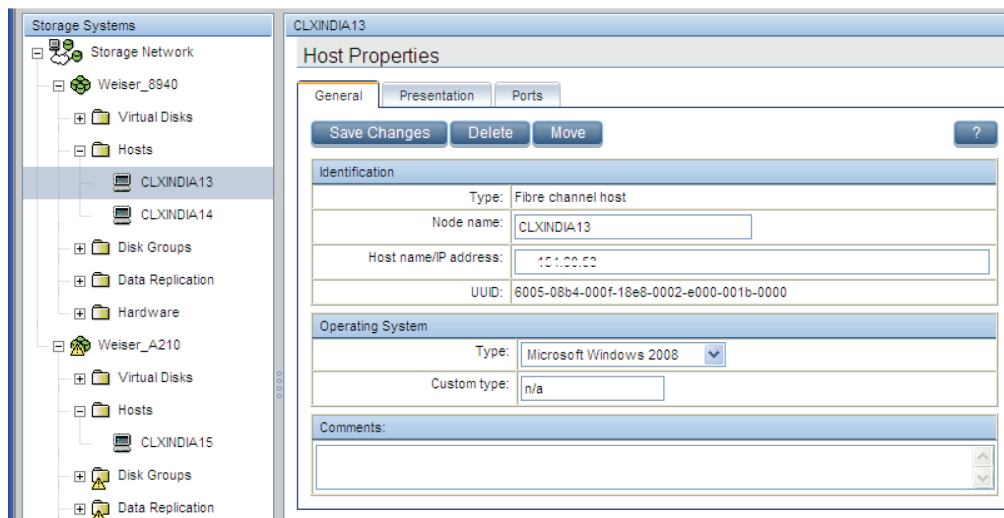 Storage Systems
Storage Network
Weiser_8940
Virtual Disks
Hosts
CLXINDIA13
CLXINDIA14
Disk Groups
Data Replication
Hardware
Weiser_A210
Virtual Disks
Hosts
CLXINDIA15
Disk Groups
Data Replication
CLXINDIA13
Host Properties
General Presentation Ports
Save Changes Delete Move ?
Identification
Type: Fibre channel host
Node name: CLXINDIA13
Host name/IP address:
UUID: 6005-08b4-000f-18e8-0002-e000-001b-0000
Operating System
Type: Microsoft Windows 2008
Custom type: n/a
Comments: